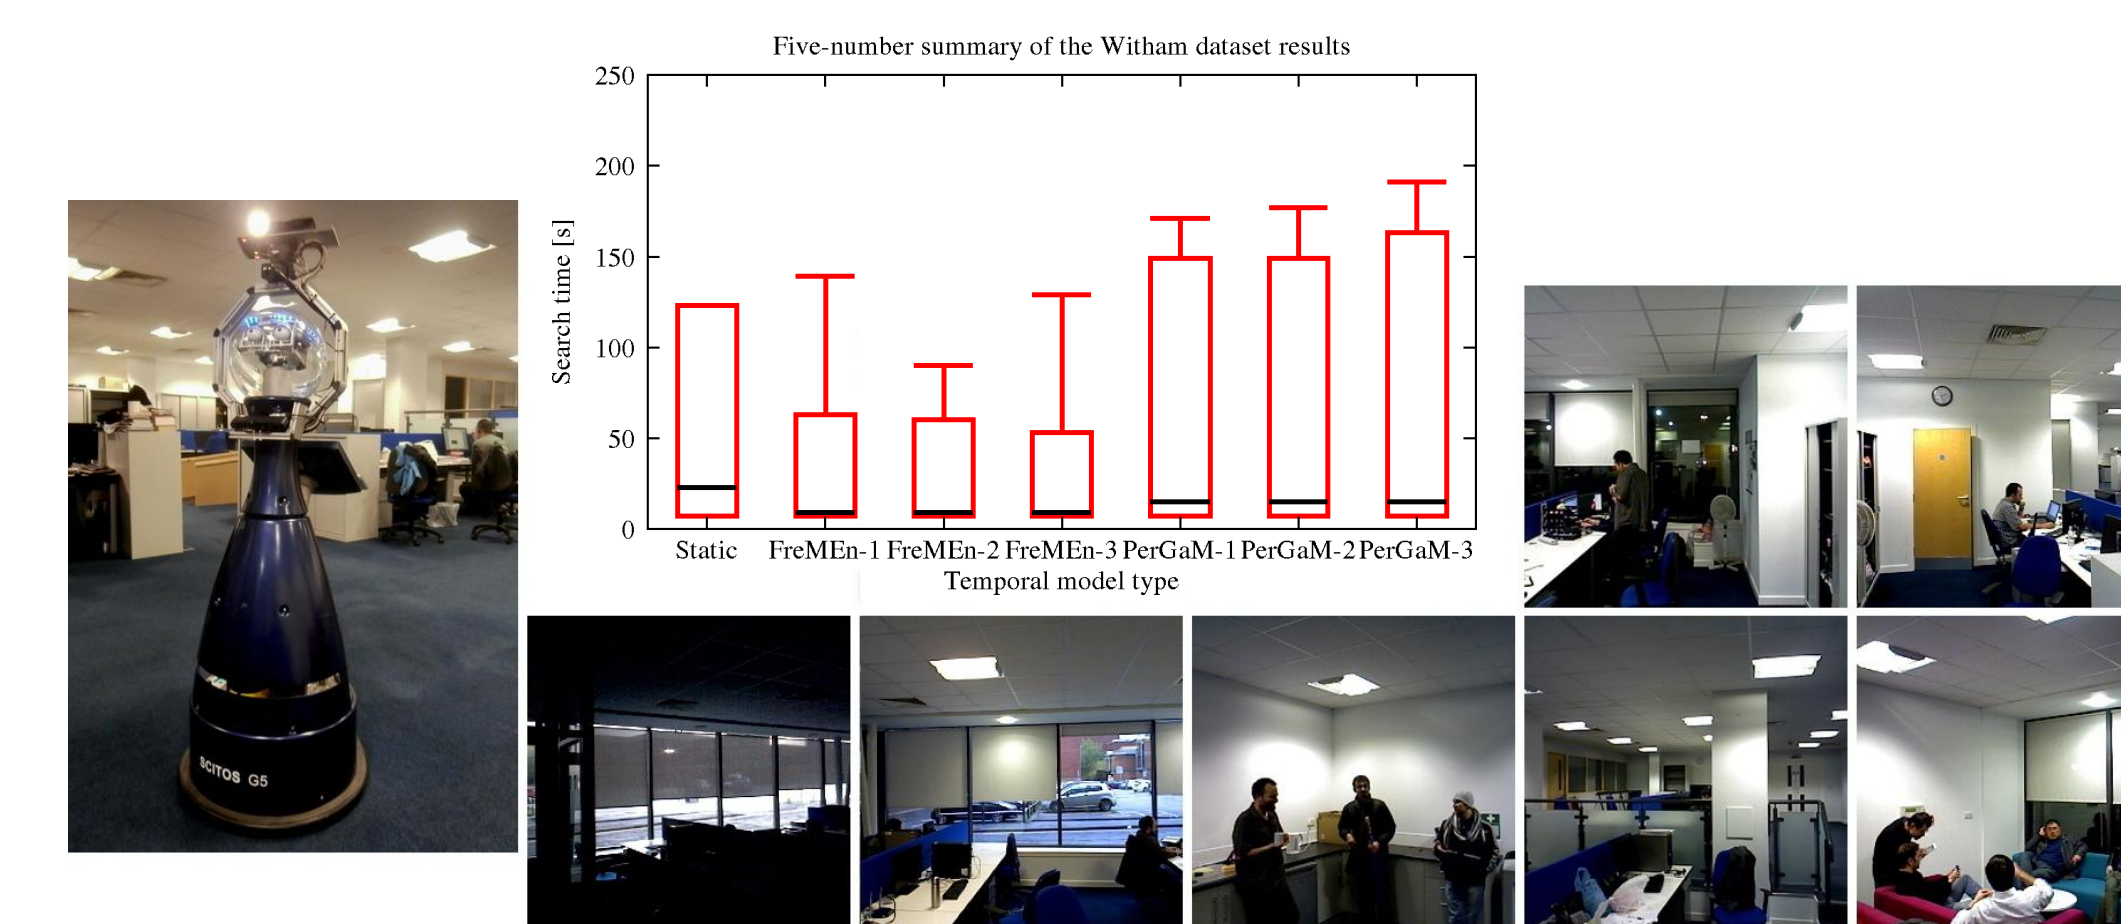 Five-number summary of the Witham dataset results
250
200
150
100
50
0
Search time [s]
Static FreMEn-1 FreMEn-2 FreMEn-3 PerGaM-1 PerGaM-2 PerGaM-3
Temporal model type
SCITOS G5